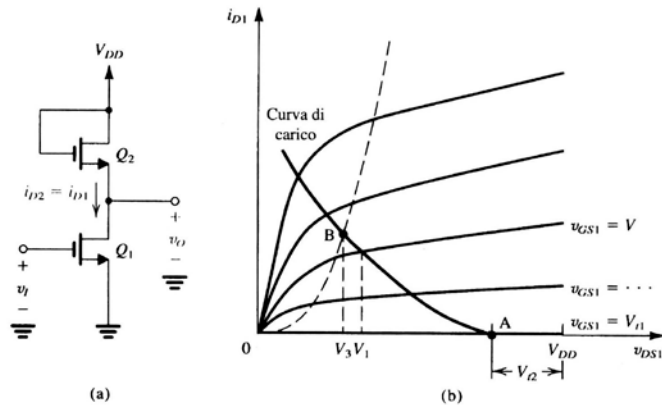 V_DD
Q_2
i_D2 = i_D1
+
v_O
−
Q_1
+
v_I
−
(a)
i_D1
Curva di
carico
B
v_GS1 = V
v_GS1 = · · · ·
A
v_GS1 = V_t1
0
V_3 V_1
V_DD
v_DS1
V_t2
(b)